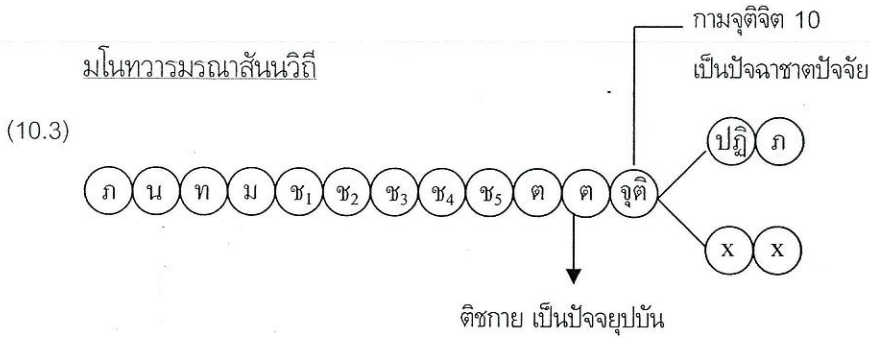 กามจุติจิต 10
มโนทวารมรณาสันนวิถี
เป็นปัจฉาชาตปัจจัย
(10.3)
ปฏิ ภ
ภ น ท ม ช1 ช2 ช3 ช4 ช5 ต ต จุติ
x x
ติชกาย เป็นปัจจยุปบัน